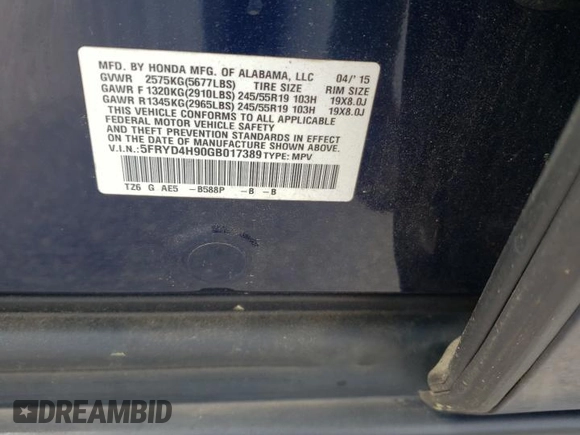 MFD. BY HONDA MFG. OF ALABAMA, LLC 04/'15
GVWR 2575KG(5677LBS) TIRE SIZE RIM SIZE
GAWR F 1320KG(2910LBS) 245/55R19 103H 19X8.0J
GAWR R1345KG(2965LBS) 245/55R19 103H 19X8.0J
THIS VEHICLE CONFORMS TO ALL APPLICABLE
FEDERAL MOTOR VEHICLE SAFETY
AND THEFT PREVENTION STANDARDS IN EFFECT
ON THE DATE OF MANUFACTURE SHOWN ABOVE.
V.I.N.:5FRYD4H90GB017389 TYPE: MPV
TZ6 G AE5 -B588P -B -B
DREAMBID